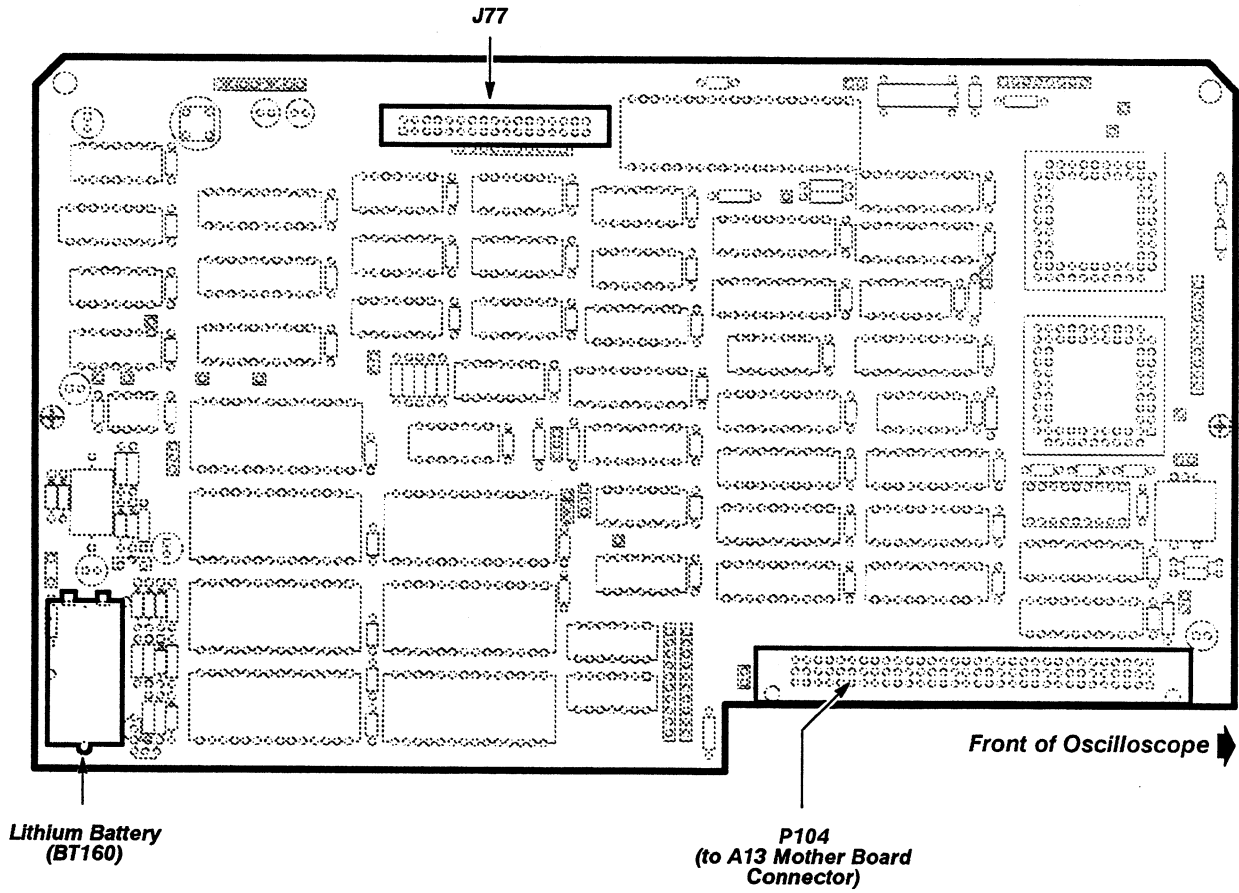 J77
Front of Oscilloscope
Lithium Battery
(BT160)
P104
(to A13 Mother Board
Connector)